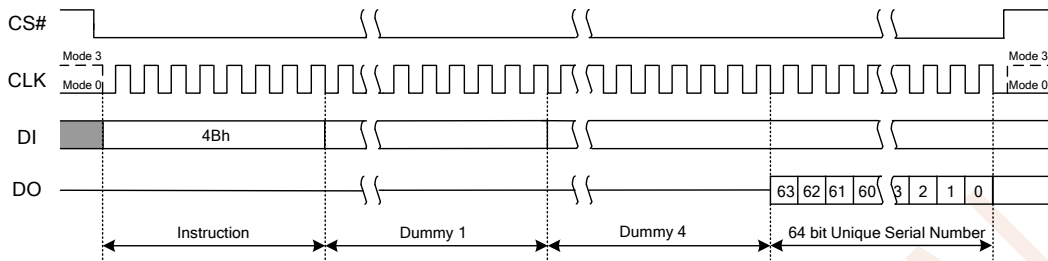 CS#
Mode 3
Mode 3
CLK
Mode 0
Mode 0
DI
4Bh
DO
63 62 61 60 3 2 1 0
Instruction Dummy 1 Dummy 4 64 bit Unique Serial Number